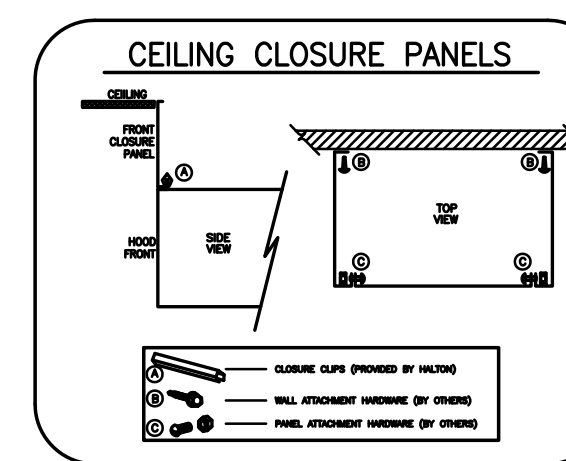 CEILING CLOSURE PANELS
CEILING
FRONT
CLOSURE
PANEL
A
HOOD
FRONT
SIDE
VIEW
B
B
TOP
VIEW
C
C
A
CLOSURE CLIPS (PROVIDED BY HALTON)
B
WALL ATTACHMENT HARDWARE (BY OTHERS)
C
PANEL ATTACHMENT HARDWARE (BY OTHERS)